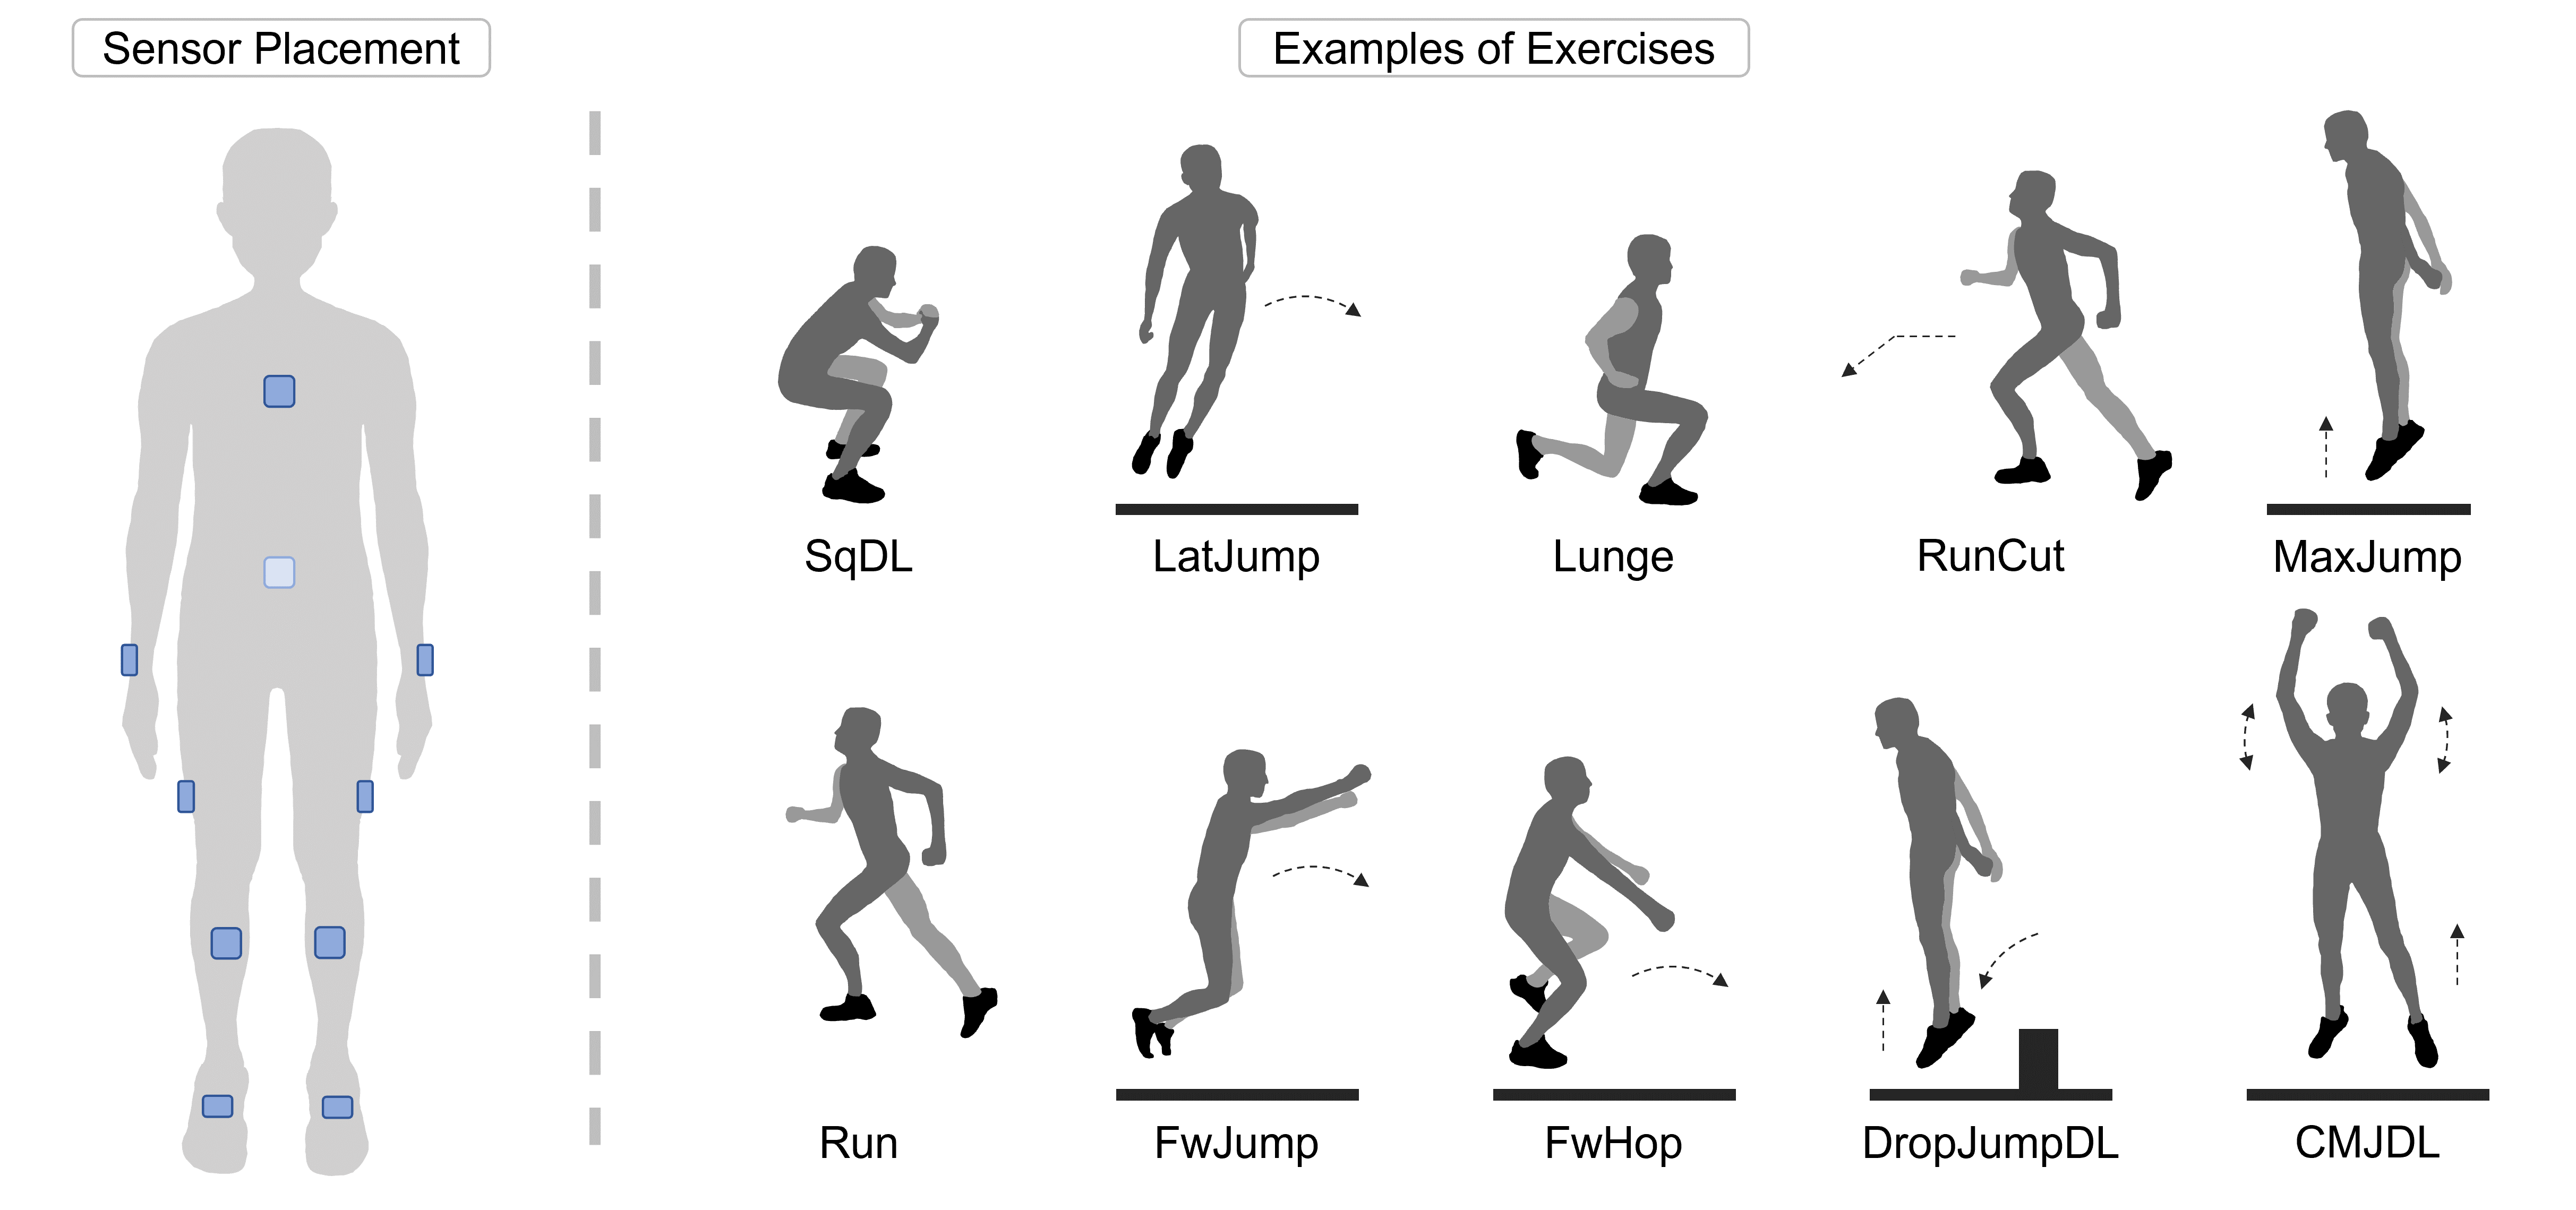 Sensor Placement
Examples of Exercises
SqDL
LatJump
Lunge
RunCut
MaxJump
Run
FwJump
FwHop
DropJumpDL
CMJDL